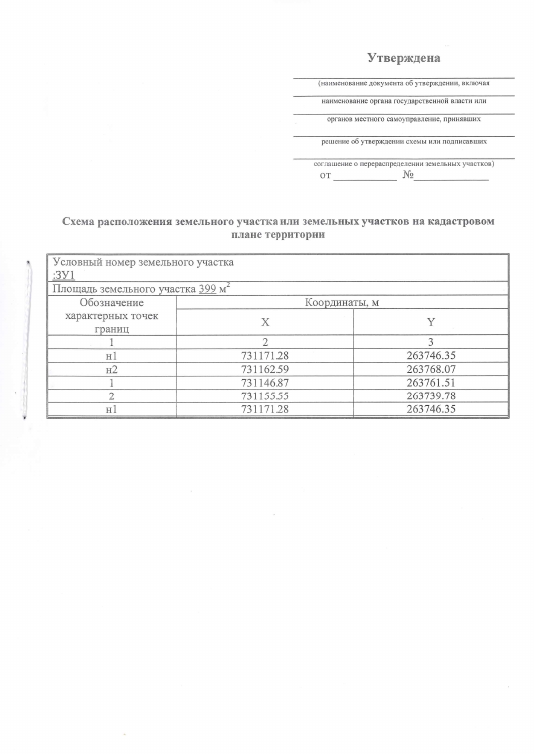 Утверждена
(наименование документа об утверждении, включая
наименование органа государственной власти или
органов местного самоуправление, принявших
решение об утверждении схемы или подписавших
соглашение о перераспределении земельных участков)
от ____________ №_____________
Схема расположения земельного участка или земельных участков на кадастровом
плане территории
Условный номер земельного участка
:ЗУ1
Площадь земельного участка 399 м²
Обозначение характерных точек границ Координаты, м
X Y
1 2 3
н1 731171.28 263746.35
н2 731162.59 263768.07
1 731146.87 263761.51
2 731155.55 263739.78
н1 731171.28 263746.35